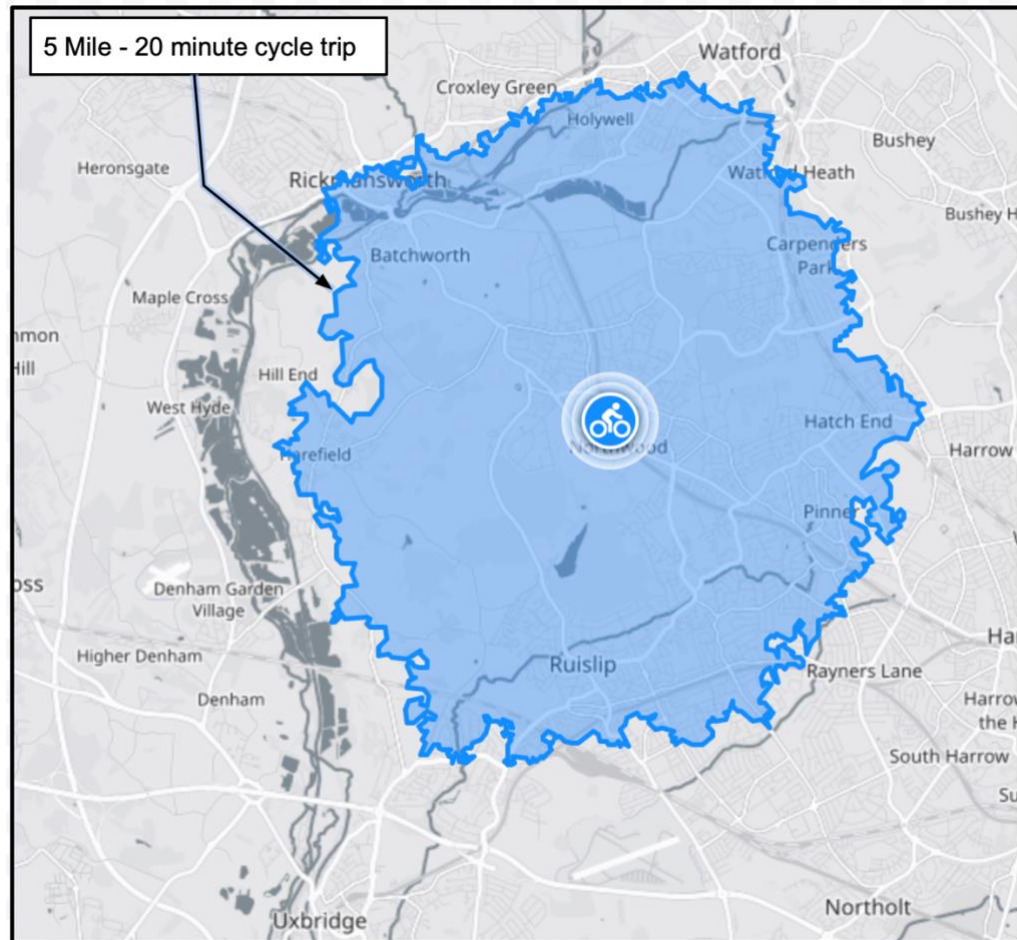 5 Mile - 20 minute cycle trip
Watford
Croxley Green
Holywell
Bushey
Heronsgate
Rickmansworth
Watford Heath
Bushey H
Carpenders
Park
Batchworth
Maple Cross
mmon
Hill
Hill End
West Hyde
Hatch End
Harefield
Northwood
Harrow
Pinner
oss
Denham Garden
Village
Ruislip
Har
Higher Denham
Rayners Lane
Denham
Harrow
the H
South Harrow
Su
Uxbridge
Northolt